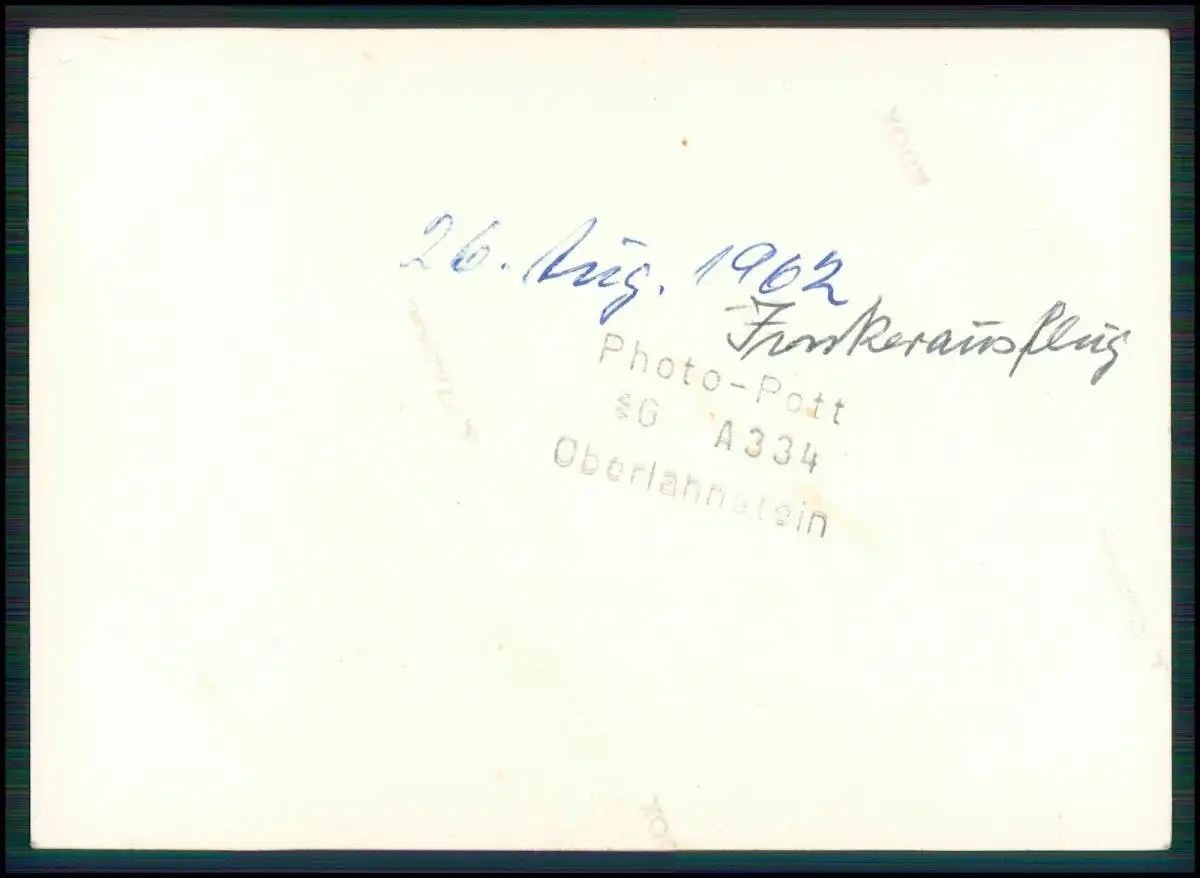 26. Aug. 1962
Funkerausflug
Photo-Pott
G A334
Oberlahnstein